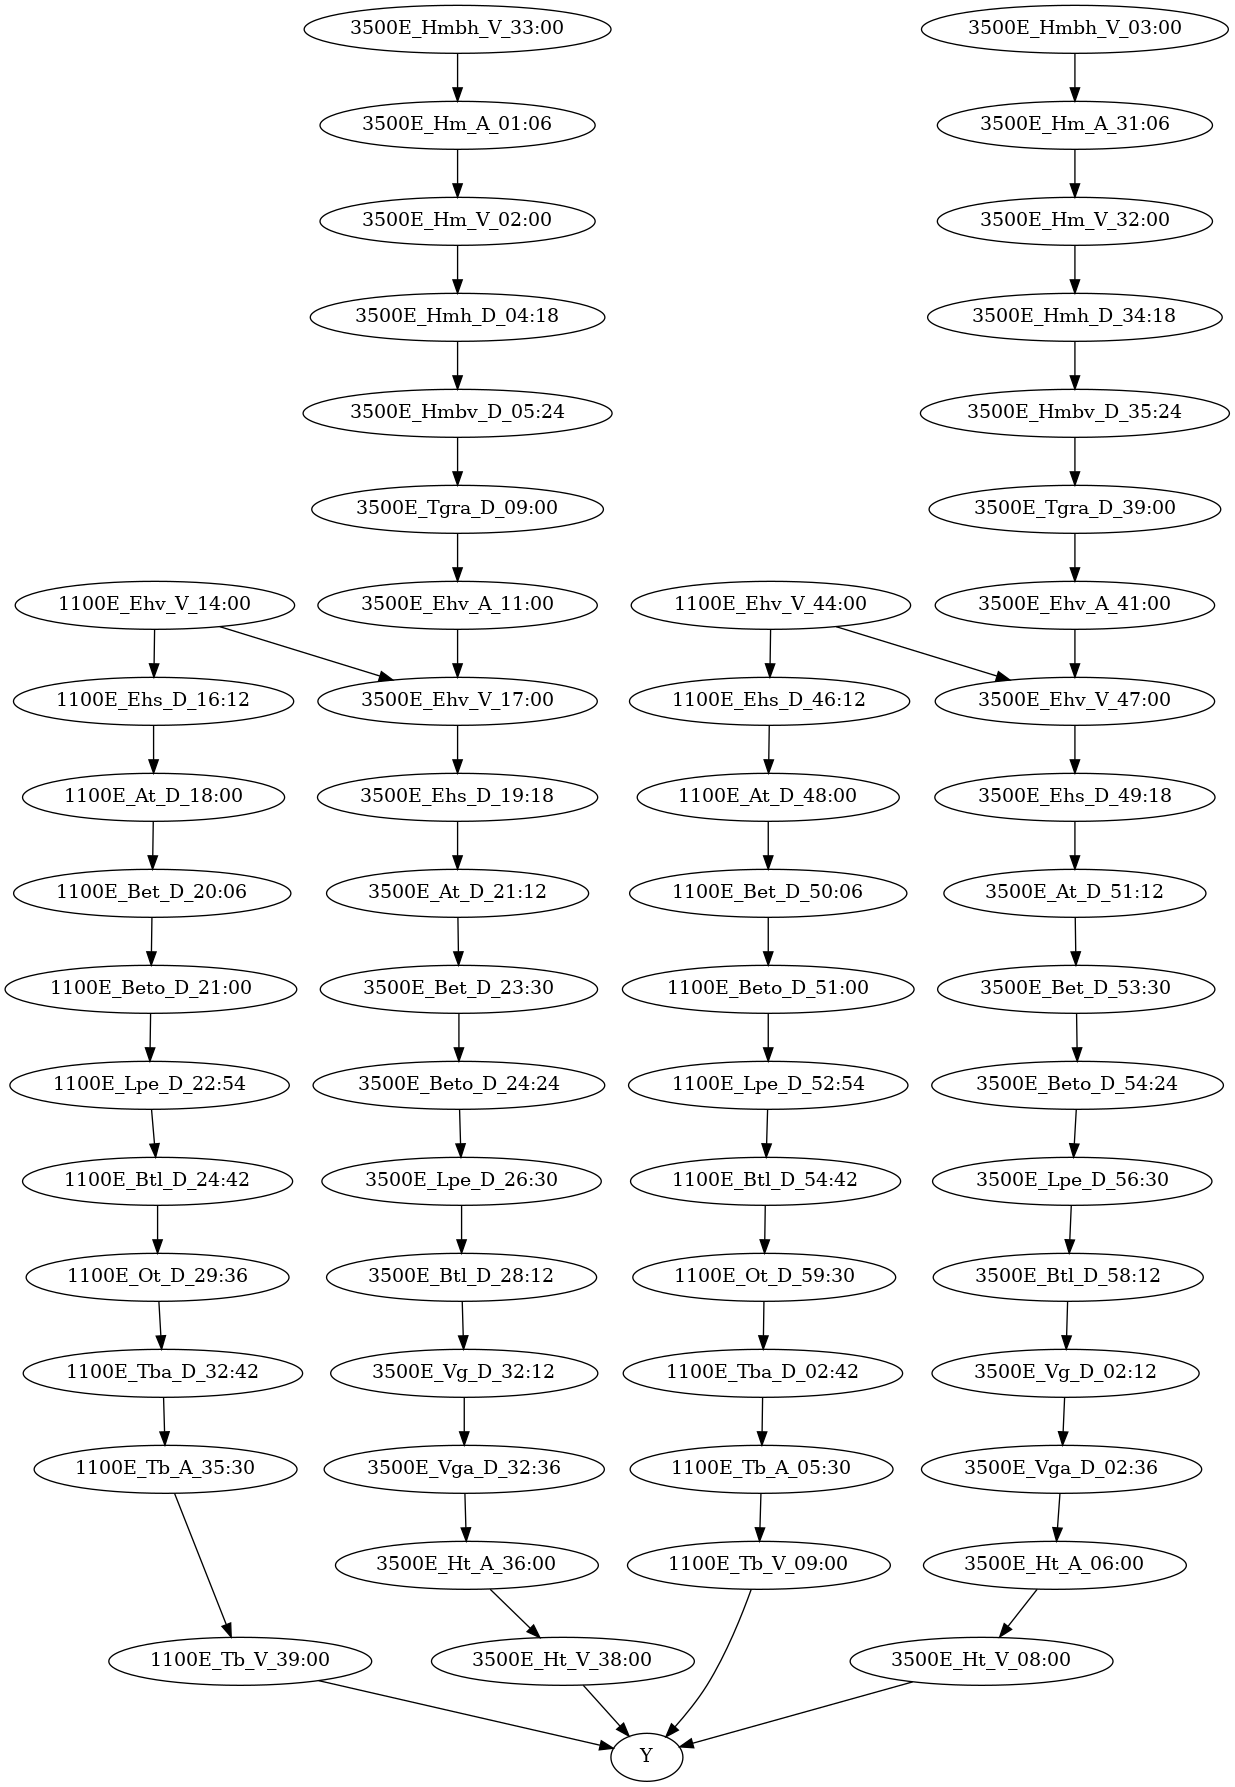 3500E_Hmbh_V_33:00
3500E_Hmbh_V_03:00
3500E_Hm_A_01:06
3500E_Hm_A_31:06
3500E_Hm_V_02:00
3500E_Hm_V_32:00
3500E_Hmh_D_04:18
3500E_Hmh_D_34:18
3500E_Hmbv_D_05:24
3500E_Hmbv_D_35:24
3500E_Tgra_D_09:00
3500E_Tgra_D_39:00
1100E_Ehv_V_14:00
3500E_Ehv_A_11:00
1100E_Ehv_V_44:00
3500E_Ehv_A_41:00
1100E_Ehs_D_16:12
3500E_Ehv_V_17:00
1100E_Ehs_D_46:12
3500E_Ehv_V_47:00
1100E_At_D_18:00
3500E_Ehs_D_19:18
1100E_At_D_48:00
3500E_Ehs_D_49:18
1100E_Bet_D_20:06
3500E_At_D_21:12
1100E_Bet_D_50:06
3500E_At_D_51:12
1100E_Beto_D_21:00
3500E_Bet_D_23:30
1100E_Beto_D_51:00
3500E_Bet_D_53:30
1100E_Lpe_D_22:54
3500E_Beto_D_24:24
1100E_Lpe_D_52:54
3500E_Beto_D_54:24
1100E_Btl_D_24:42
3500E_Lpe_D_26:30
1100E_Btl_D_54:42
3500E_Lpe_D_56:30
1100E_Ot_D_29:36
3500E_Btl_D_28:12
1100E_Ot_D_59:30
3500E_Btl_D_58:12
1100E_Tba_D_32:42
3500E_Vg_D_32:12
1100E_Tba_D_02:42
3500E_Vg_D_02:12
1100E_Tb_A_35:30
3500E_Vga_D_32:36
1100E_Tb_A_05:30
3500E_Vga_D_02:36
3500E_Ht_A_36:00
1100E_Tb_V_09:00
3500E_Ht_A_06:00
1100E_Tb_V_39:00
3500E_Ht_V_38:00
3500E_Ht_V_08:00
Y